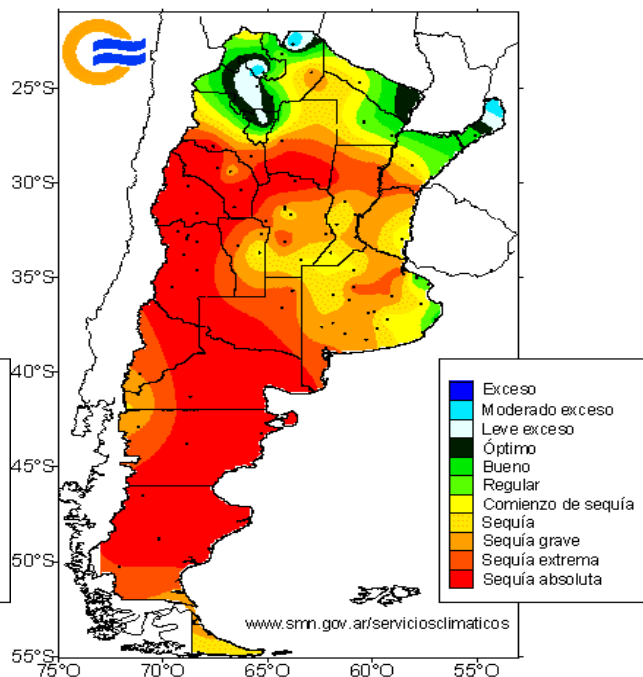 25°S
30°S
35°S
40°S
45°S
50°S
55°S
75°O
70°O
65°O
60°O
55°O
Exceso
Moderado exceso
Leve exceso
Óptimo
Bueno
Regular
Comienzo de sequía
Sequía
Sequía grave
Sequía extrema
Sequía absoluta
www.smn.gov.ar/serviciosclimaticos